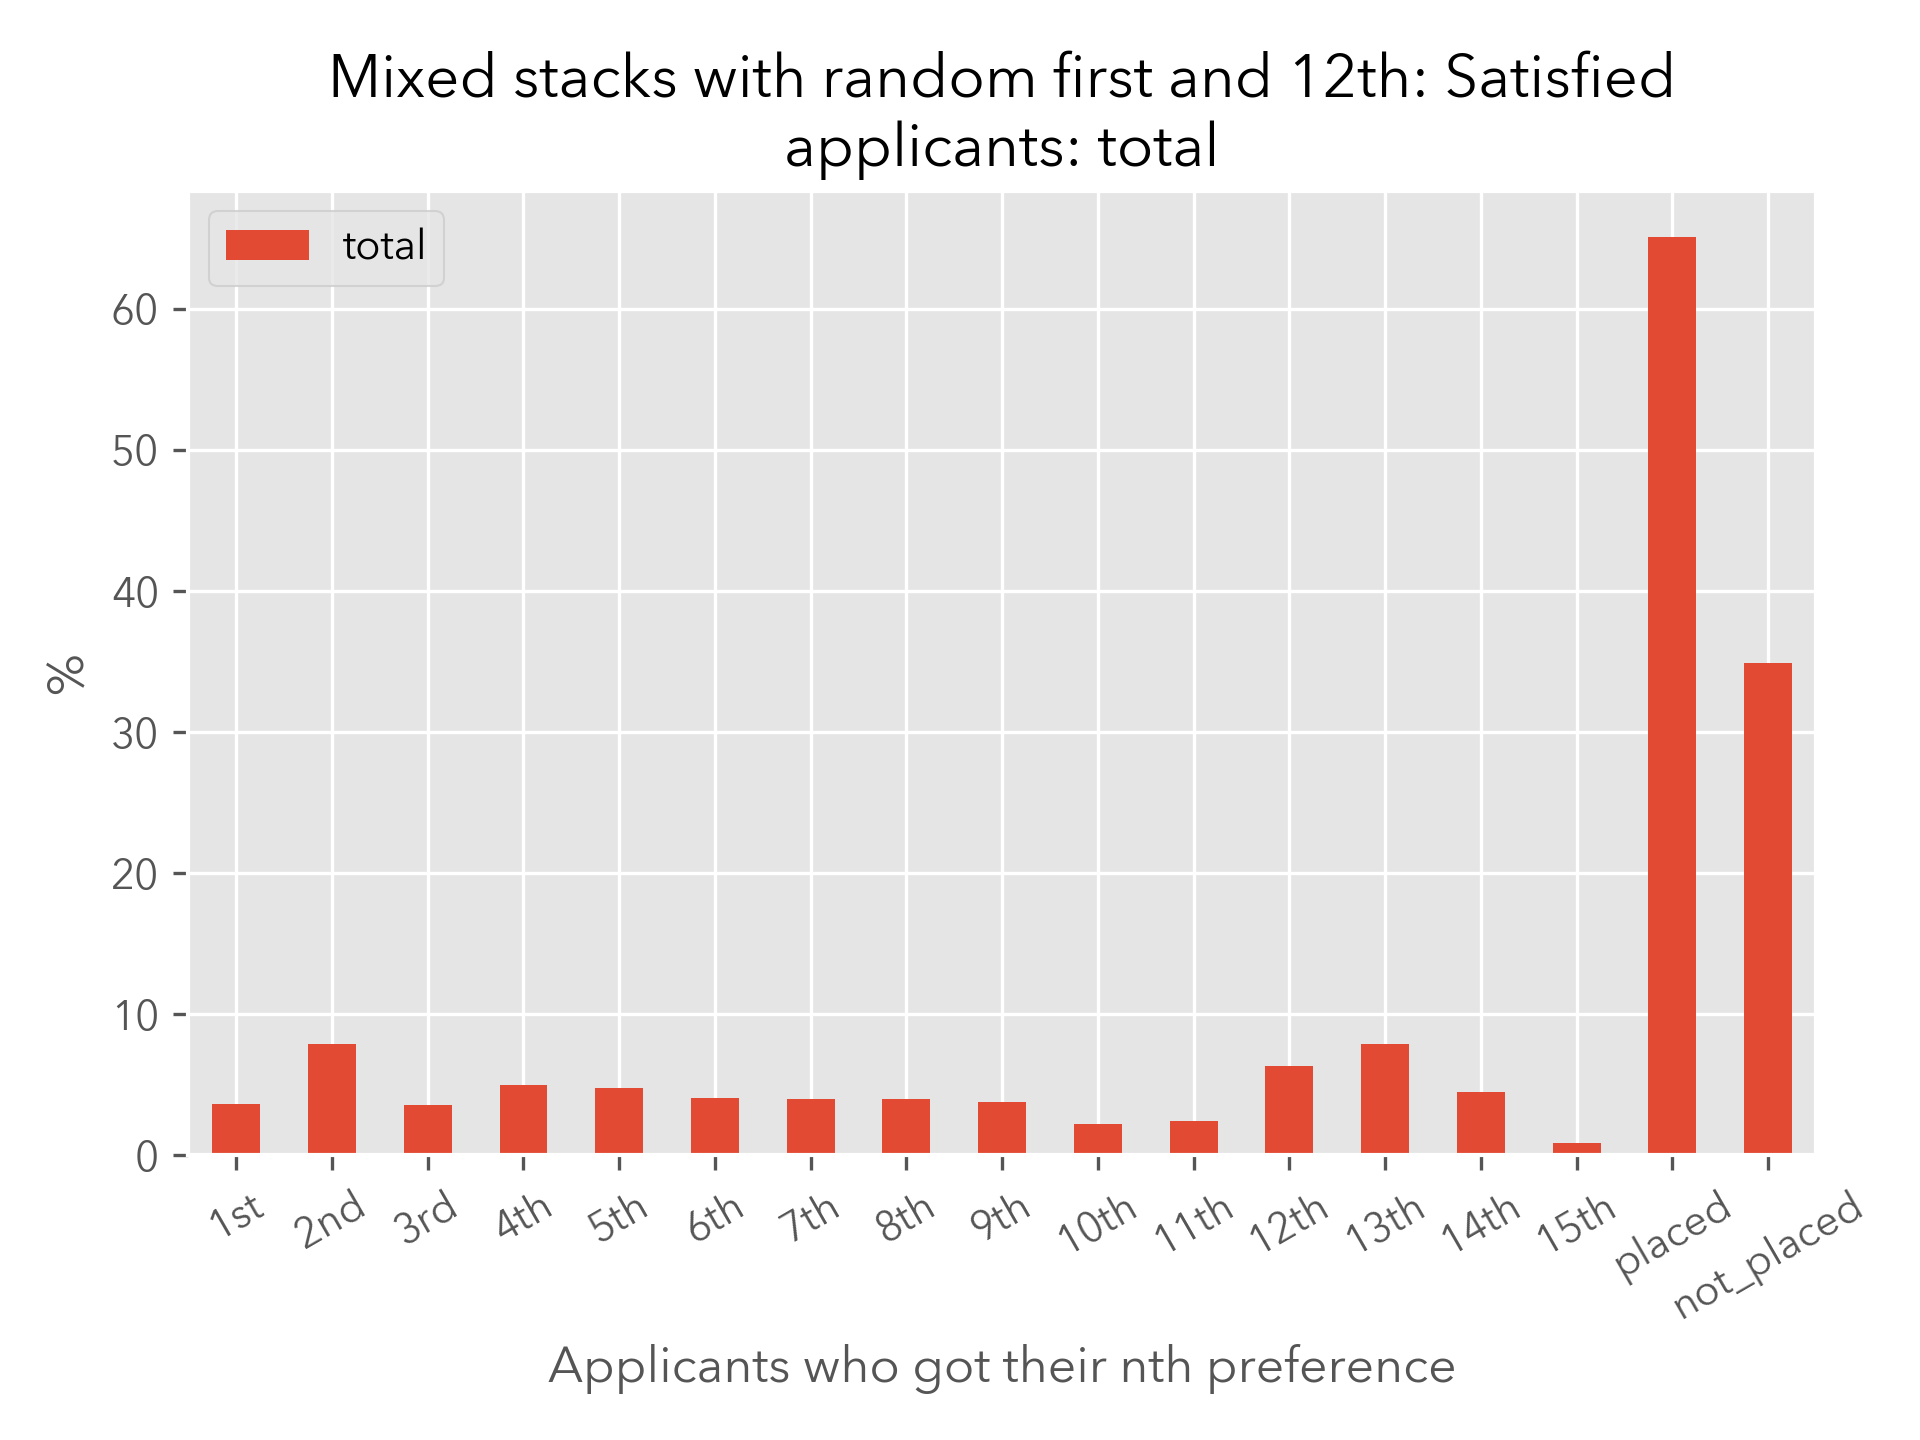 Mixed stacks with random first and 12th: Satisfied
applicants: total
total
%
60
50
40
30
20
10
0
1st 2nd 3rd 4th 5th 6th 7th 8th 9th 10th 11th 12th 13th 14th 15th placed not_placed
Applicants who got their nth preference